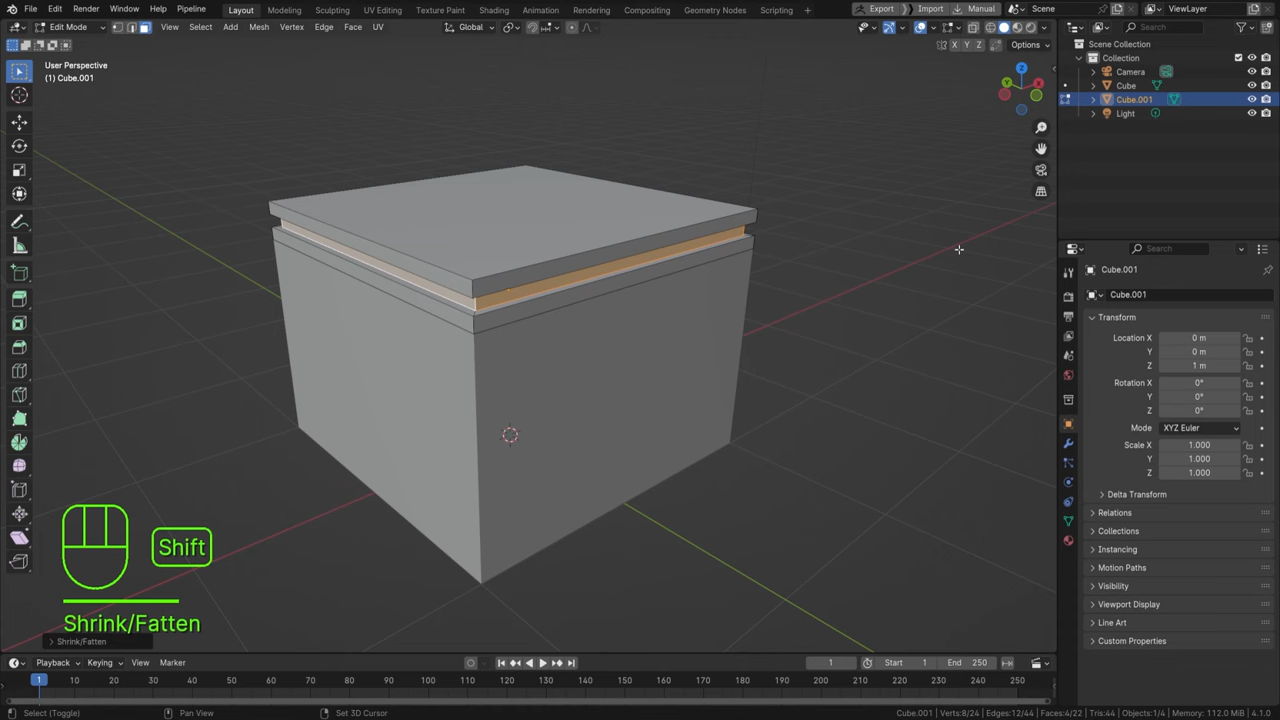 File Edit Render Window Help Pipeline Layout Modeling Sculpting UV Editing Texture Paint Shading Animation Rendering Compositing Geometry Nodes Scripting + Export Import Manual Scene ViewLayer
Edit Mode View Select Add Mesh Vertex Edge Face UV Global
Search
X Y Z Options
User Perspective
(1) Cube.001
Z
Y
X
Scene Collection
Collection
Camera
Cube
Cube.001
Light
Search
Cube.001
Cube.001
Transform
Location X 0 m
Y 0 m
Z 1 m
Rotation X 0°
Y 0°
Z 0°
Mode XYZ Euler
Scale X 1.000
Y 1.000
Z 1.000
Delta Transform
Relations
Collections
Instancing
Motion Paths
Visibility
Viewport Display
Line Art
Custom Properties
Shift
Shrink/Fatten
Shrink/Fatten
Playback Keying View Marker 1 Start 1 End 250
1 10 20 30 40 50 60 70 80 90 100 110 120 130 140 150 160 170 180 190 200 210 220 230 240 250
Select (Toggle) Pan View Set 3D Cursor Cube.001 | Verts:8/24 | Edges:12/44 | Faces:4/22 | Tris:44 | Objects:1/4 | Memory: 112.0 MiB | 4.1.0